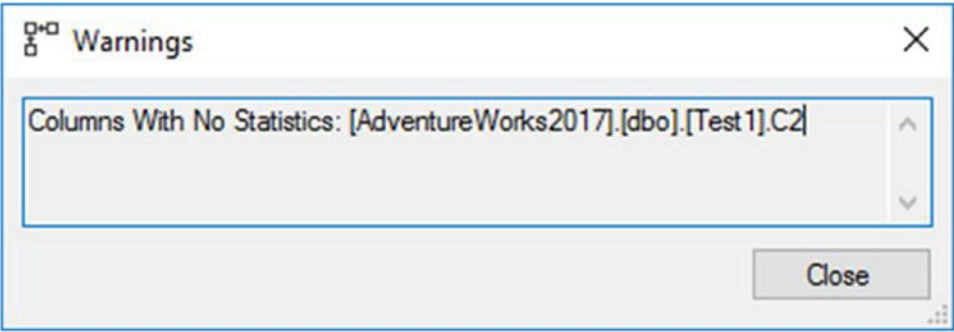 Warnings
Columns With No Statistics: [AdventureWorks2017].[dbo].[Test1].C2
Close